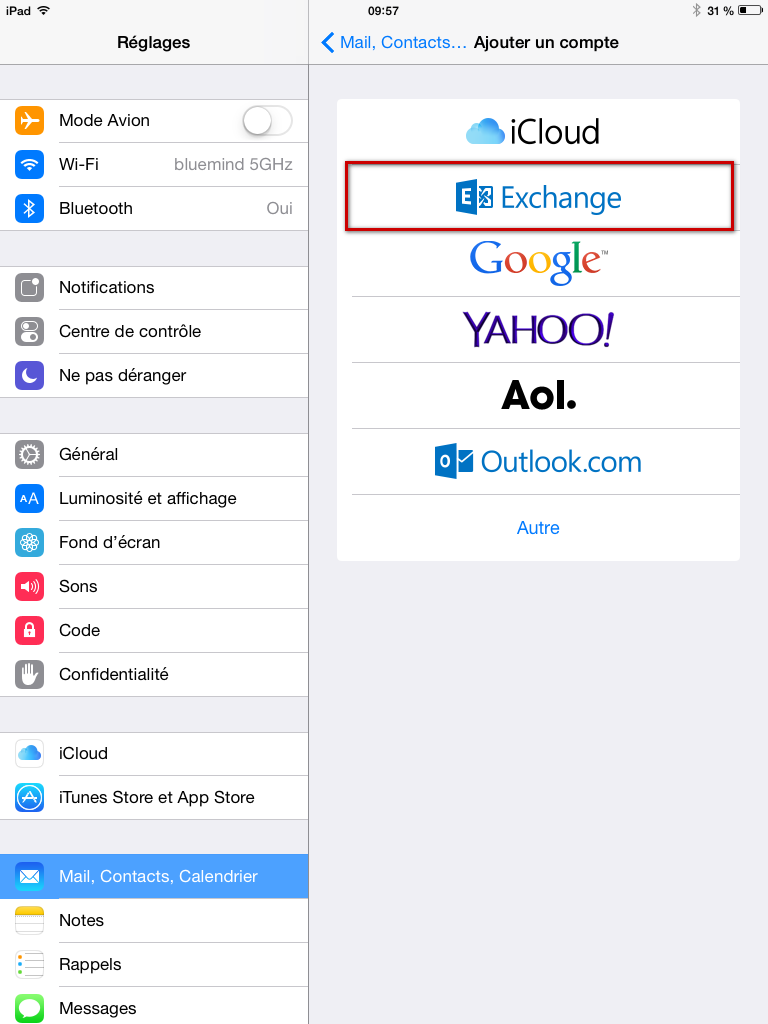 iPad 09:57 31 %
Réglages
Mail, Contacts... Ajouter un compte
Mode Avion
Wi-Fi bluemind 5GHz
Bluetooth Oui
Notifications
Centre de contrôle
Ne pas déranger
Général
AA Luminosité et affichage
Fond d’écran
Sons
Code
Confidentialité
iCloud
iTunes Store et App Store
Mail, Contacts, Calendrier
Notes
Rappels
Messages
iCloud
E Exchange
Google™
YAHOO!
Aol.
O Outlook.com
Autre